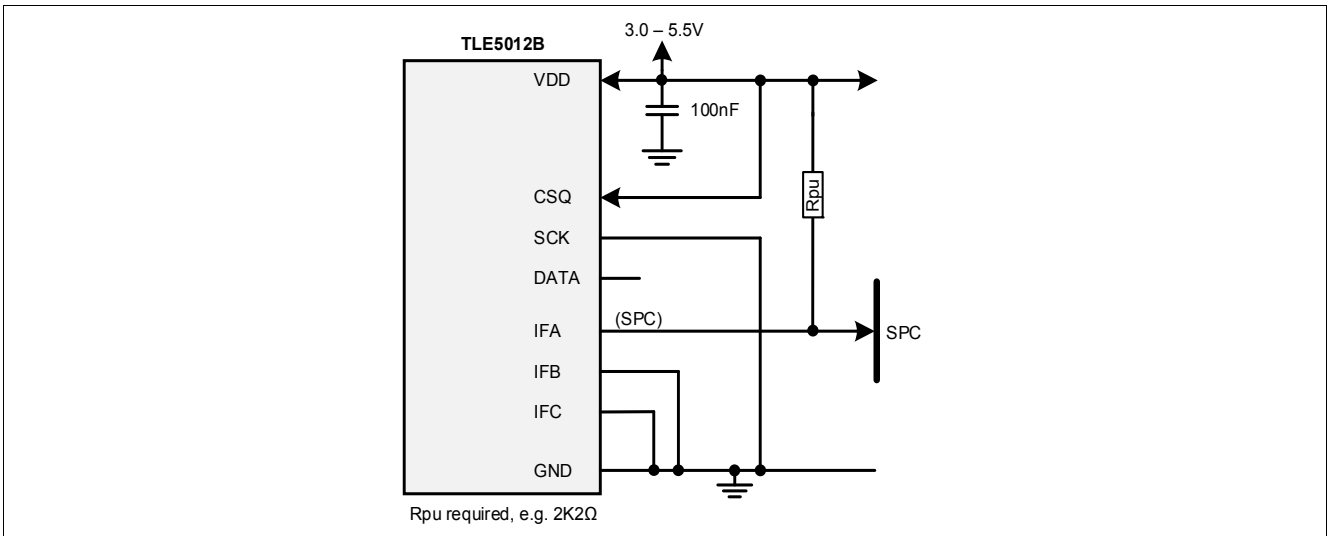 3.0 – 5.5V
TLE5012B
VDD
100nF
CSQ
Rpu
SCK
DATA
IFA
(SPC)
SPC
IFB
IFC
GND
Rpu required, e.g. 2K2Ω